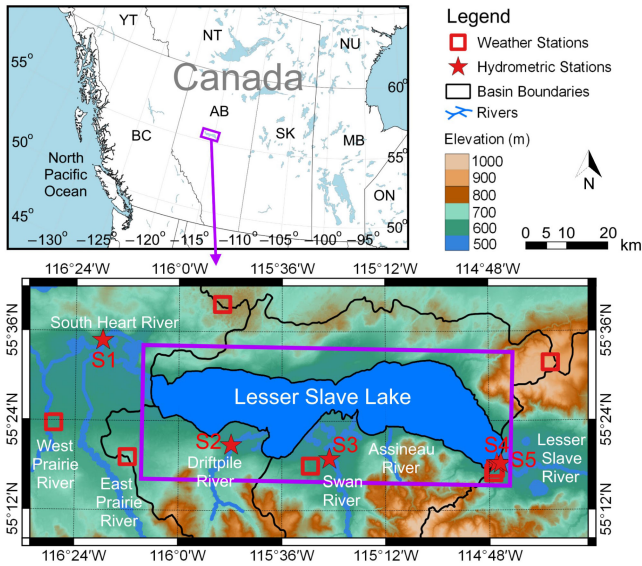 YT
NT
NU
Canada
AB
BC
SK
MB
ON
North
Pacific
Ocean
55°
50°
45°
60°
55°
50°
−130° −125° −120° −115° −110° −105° −100° −95°
Legend
Weather Stations
Hydrometric Stations
Basin Boundaries
Rivers
Elevation (m)
1000
900
800
700
600
500
N
0 5 10 20
km
116°24'W 116°0'W 115°36'W 115°12'W 114°48'W
55°36'N
55°24'N
55°12'N
South Heart River
S1
Lesser Slave Lake
S2
Driftpile
River
S3
Swan
River
Assineau
River
S4
S5
Lesser
Slave
River
West
Prairie
River
East
Prairie
River
55°36'N
55°24'N
55°12'N
116°24'W 116°0'W 115°36'W 115°12'W 114°48'W